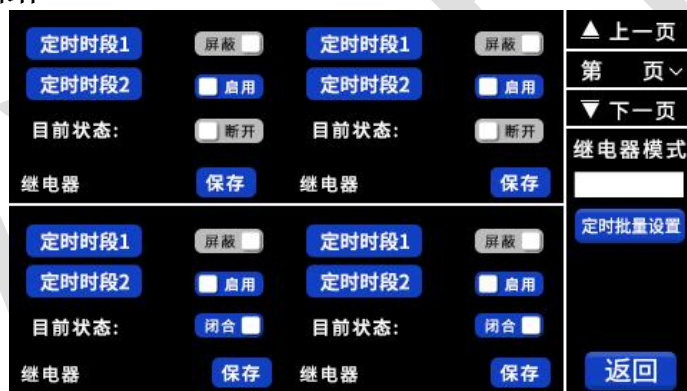 定时时段1 屏蔽 定时时段1 屏蔽
定时时段2 启用 定时时段2 启用
目前状态: 断开 目前状态: 断开
继电器 保存 继电器 保存
定时时段1 屏蔽 定时时段1 屏蔽
定时时段2 启用 定时时段2 启用
目前状态: 闭合 目前状态: 闭合
继电器 保存 继电器 保存
▲ 上一页
第 页
▼ 下一页
继电器模式
定时批量设置
返回